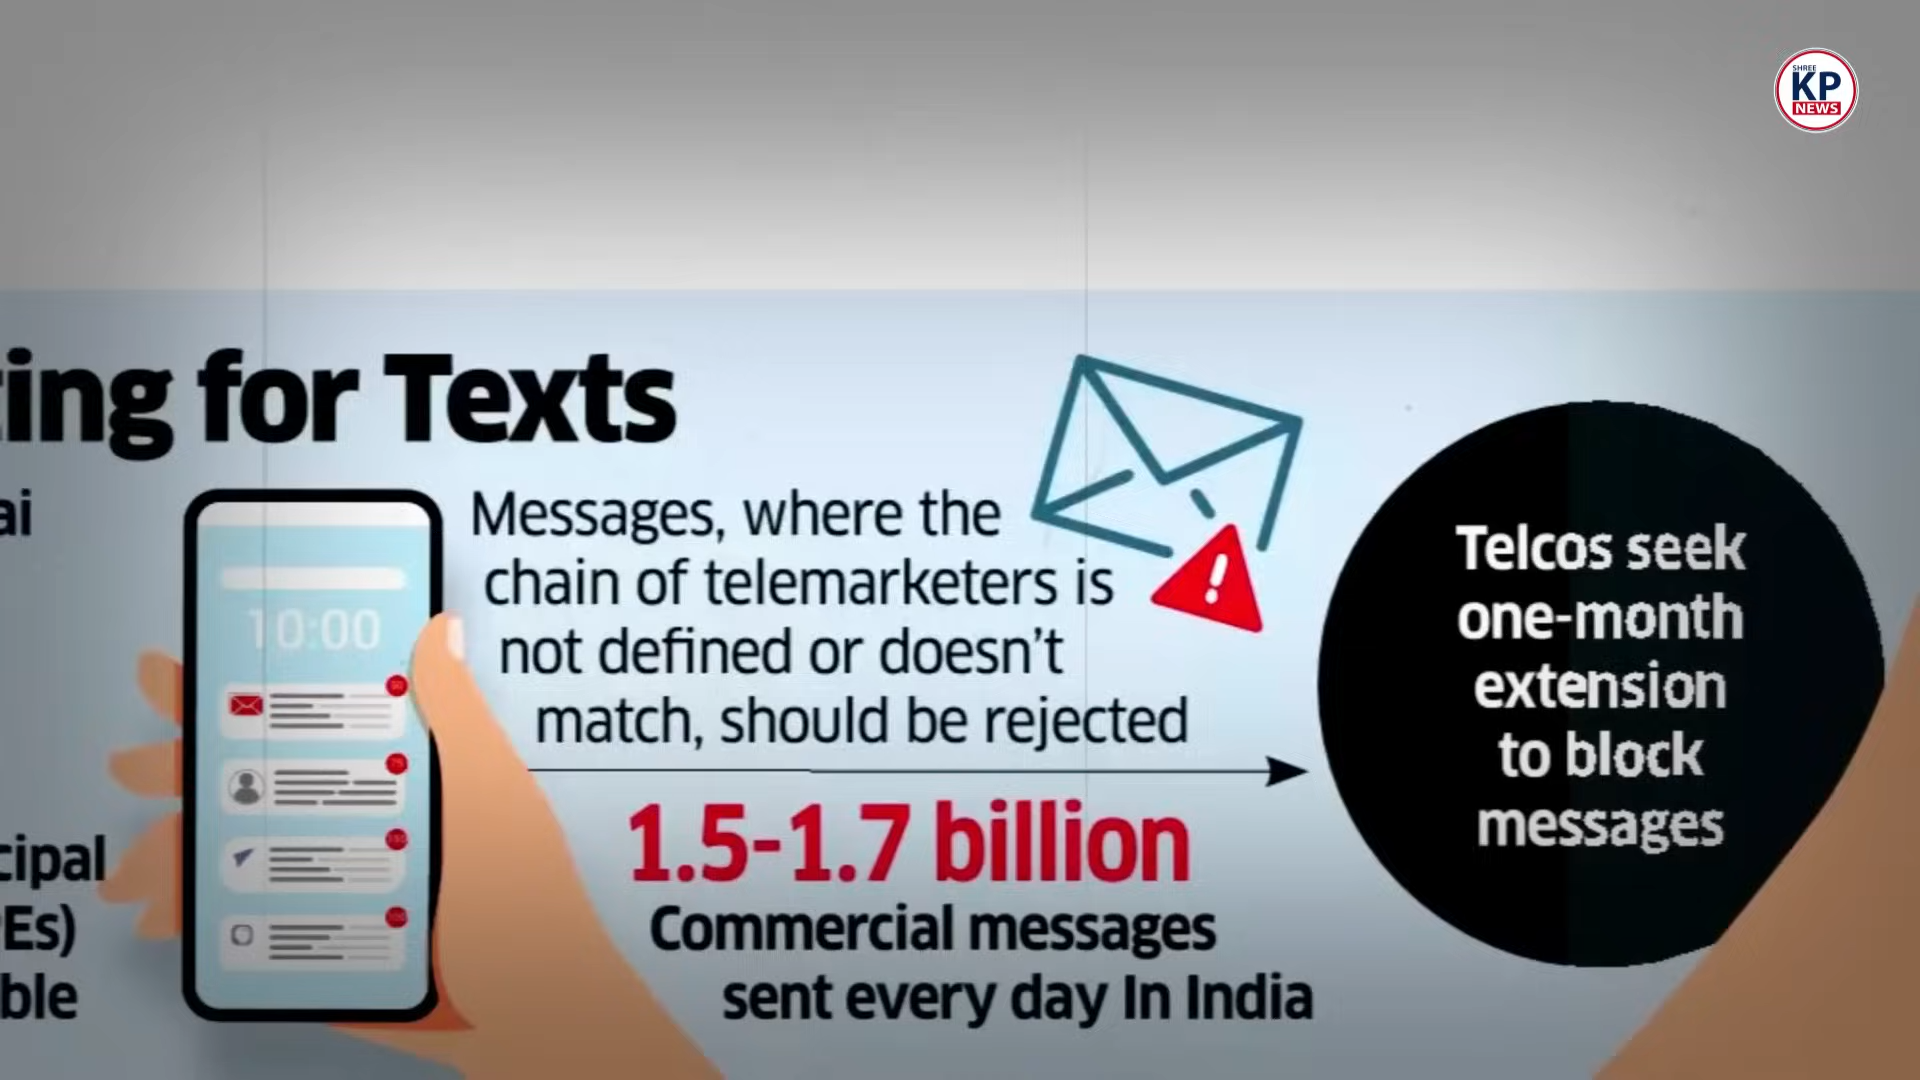 SHREE
KP
NEWS
ting for Texts
ai
Messages, where the
chain of telemarketers is
not defined or doesn't
match, should be rejected
10:00
Telcos seek
one-month
extension
to block
messages
1.5-1.7 billion
Commercial messages
sent every day In India
cipal
Es)
ble